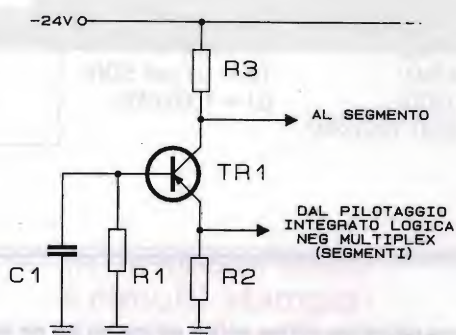 -24V
R3
AL SEGMENTO
TR1
DAL PILOTAGGIO
INTEGRATO LOGICA
NEG MULTIPLEX
(SEGMENTI)
C1
R1
R2